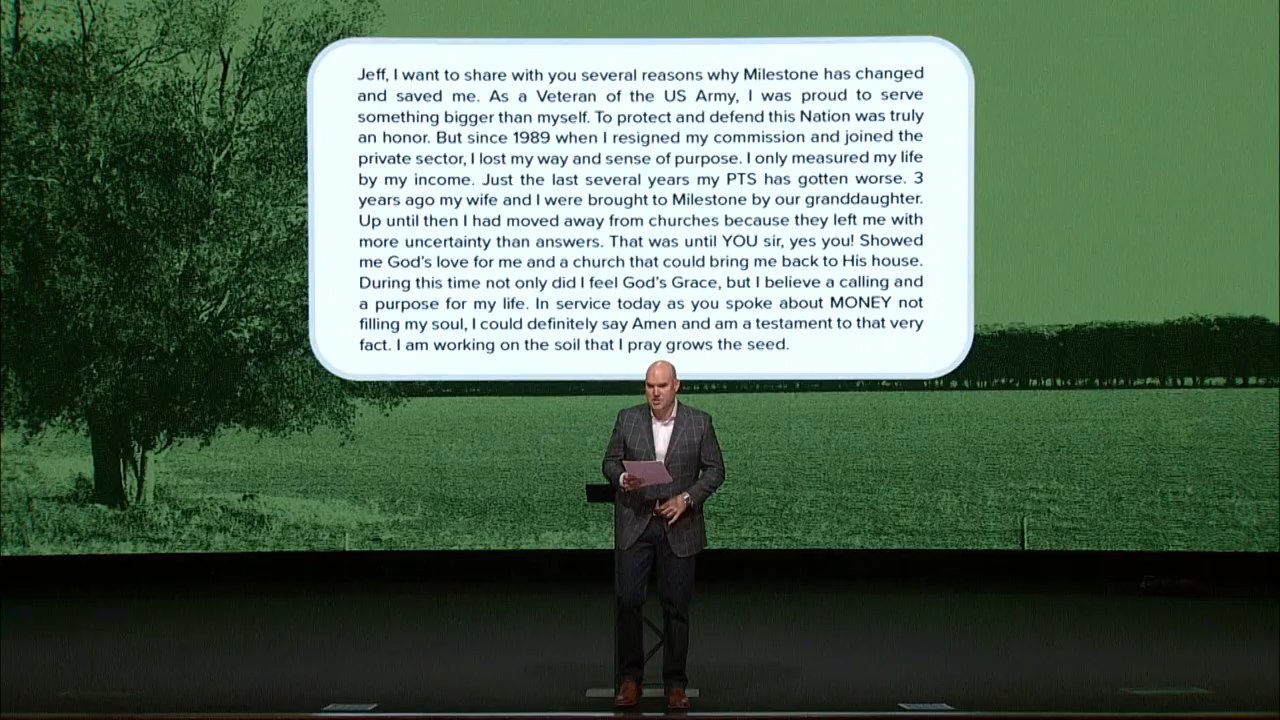 Jeff, I want to share with you several reasons why Milestone has changed
and saved me. As a Veteran of the US Army, I was proud to serve
something bigger than myself. To protect and defend this Nation was truly
an honor. But since 1989 when I resigned my commission and joined the
private sector, I lost my way and sense of purpose. I only measured my life
by my income. Just the last several years my PTS has gotten worse. 3
years ago my wife and I were brought to Milestone by our granddaughter.
Up until then I had moved away from churches because they left me with
more uncertainty than answers. That was until YOU sir, yes you! Showed
me God's love for me and a church that could bring me back to His house.
During this time not only did I feel God's Grace, but I believe a calling and
a purpose for my life. In service today as you spoke about MONEY not
filling my soul, I could definitely say Amen and am a testament to that very
fact. I am working on the soil that I pray grows the seed.